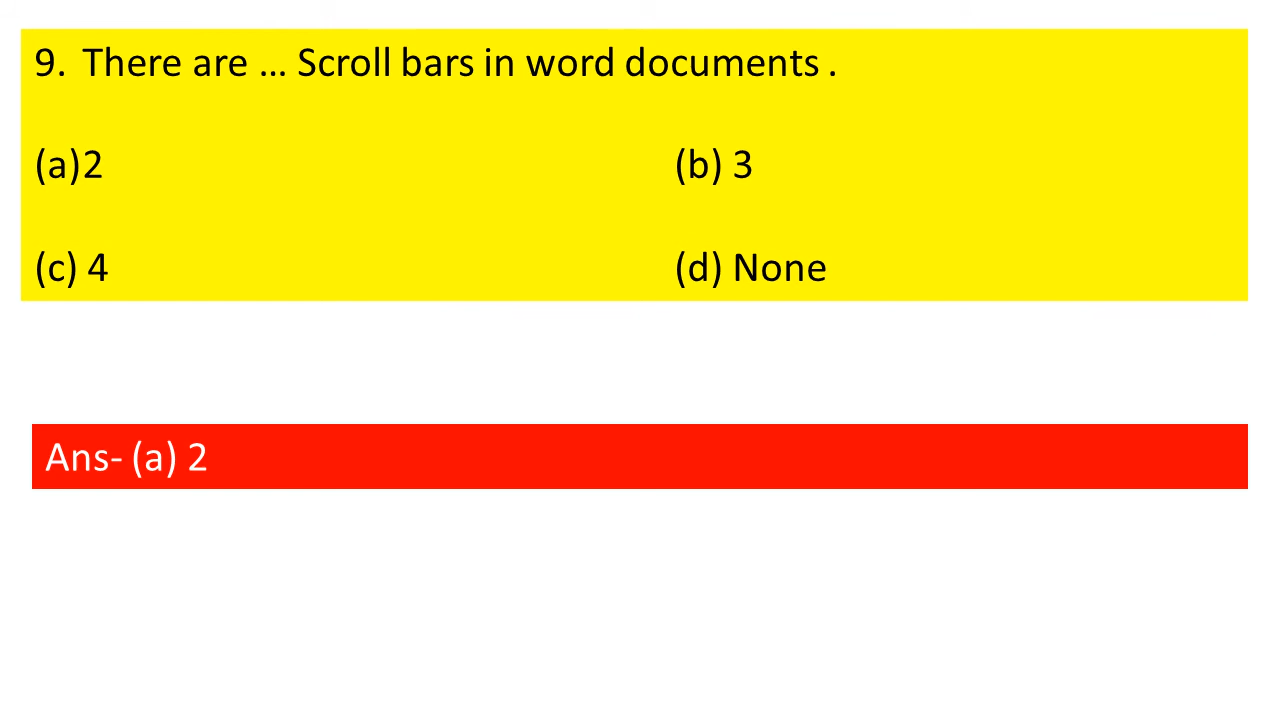 9. There are ... Scroll bars in word documents .
(a)2 (b) 3
(c) 4 (d) None
Ans- (a) 2